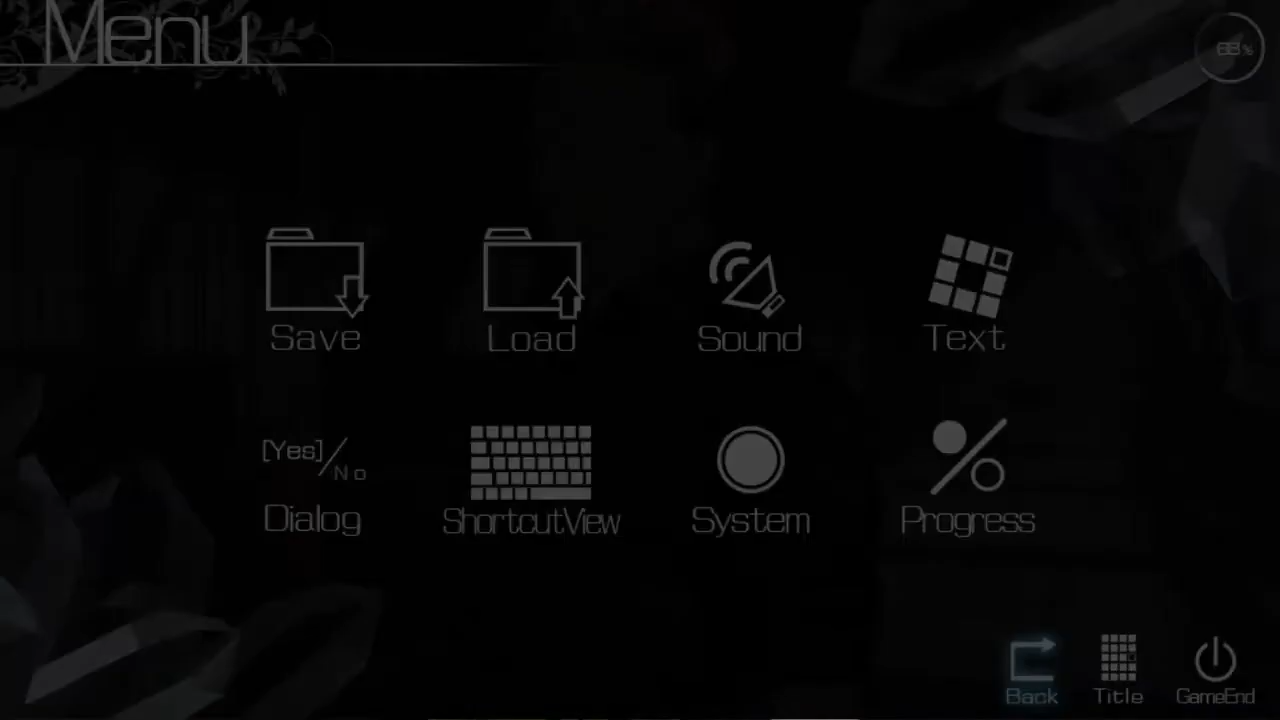 Menu
Save
Load
Sound
Text
[Yes]/No
Dialog
ShortcutView
System
Progress
Back
Title
GameEnd